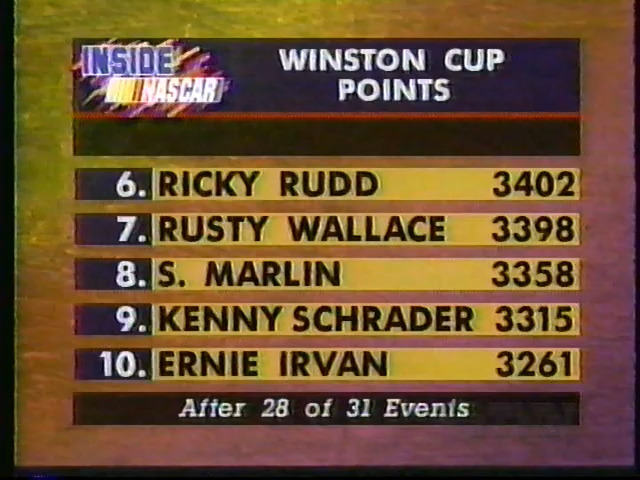 INSIDE
NASCAR
WINSTON CUP
POINTS
6. RICKY RUDD 3402
7. RUSTY WALLACE 3398
8. S. MARLIN 3358
9. KENNY SCHRADER 3315
10. ERNIE IRVAN 3261
After 28 of 31 Events